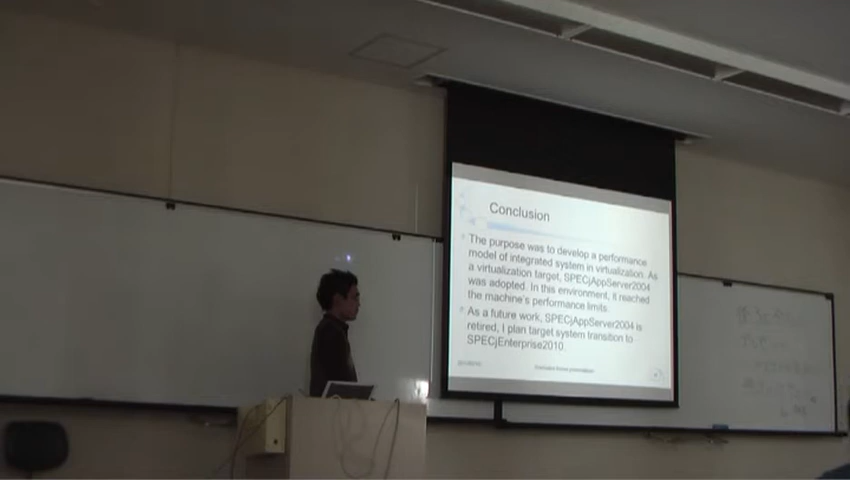 Conclusion
The purpose was to develop a performance
model of integrated system in virtualization. As
a virtualization target, SPECjAppServer2004
was adopted. In this environment, it reached
the machine's performance limits.
As a future work, SPECjAppServer2004 is
retired, I plan target system transition to
SPECjEnterprise2010.